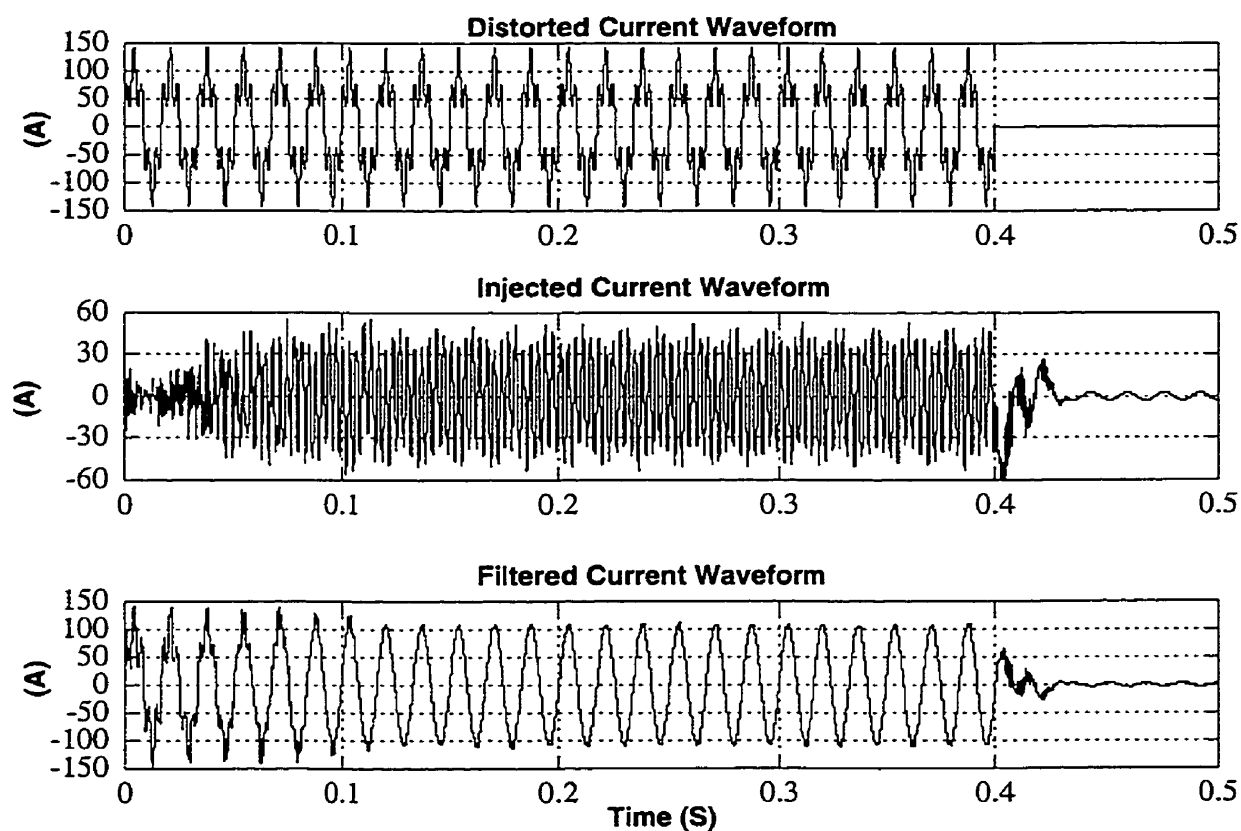 Distorted Current Waveform
150
100
50
0
-50
-100
-150
(A)
0 0.1 0.2 0.3 0.4 0.5
Injected Current Waveform
60
30
0
-30
-60
(A)
0 0.1 0.2 0.3 0.4 0.5
Filtered Current Waveform
150
100
50
0
-50
-100
-150
(A)
0 0.1 0.2 0.3 0.4 0.5
Time (S)